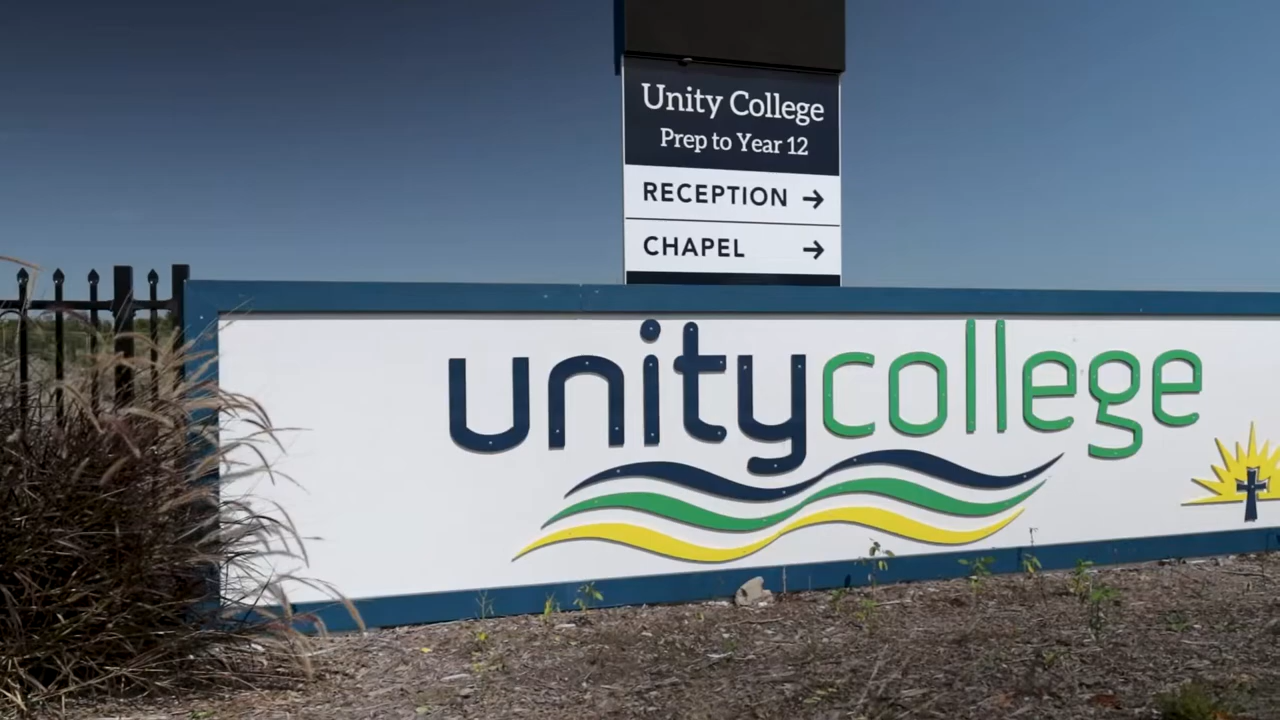 Unity College
Prep to Year 12
RECEPTION →
CHAPEL →
unitycollege